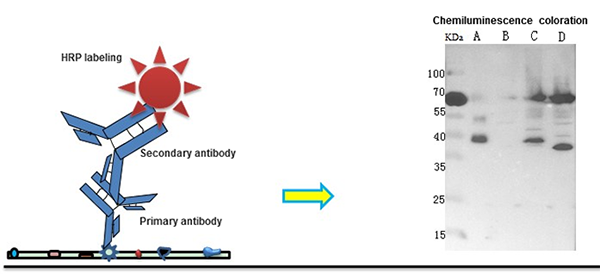 Chemiluminescence coloration
KDa A B C D
HRP labeling
100
70
55
40
35
25
15
Secondary antibody
Primary antibody